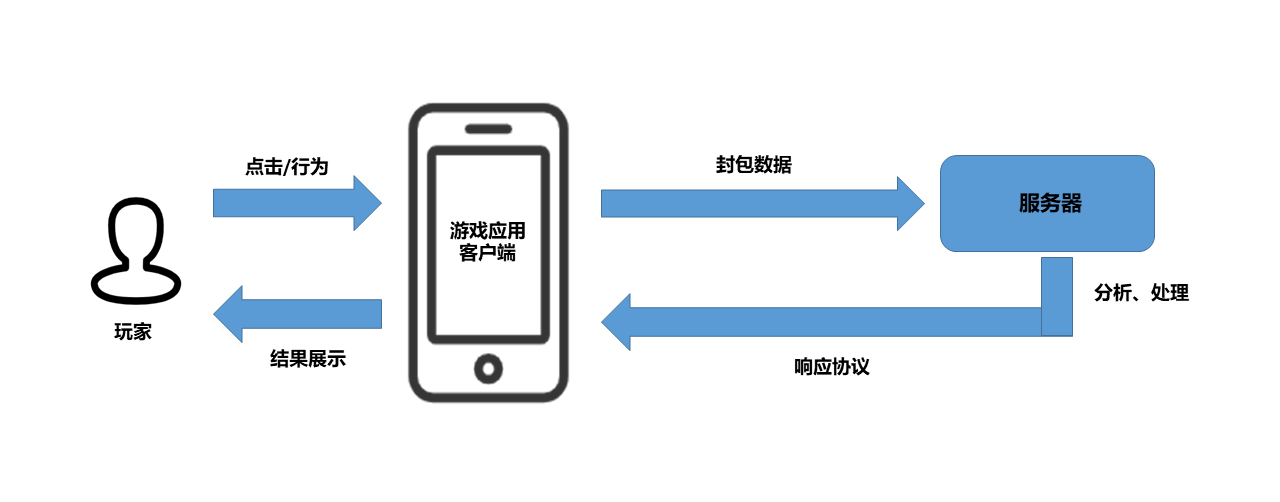 点击/行为
封包数据
服务器
游戏应用
客户端
分析、处理
玩家
结果展示
响应协议